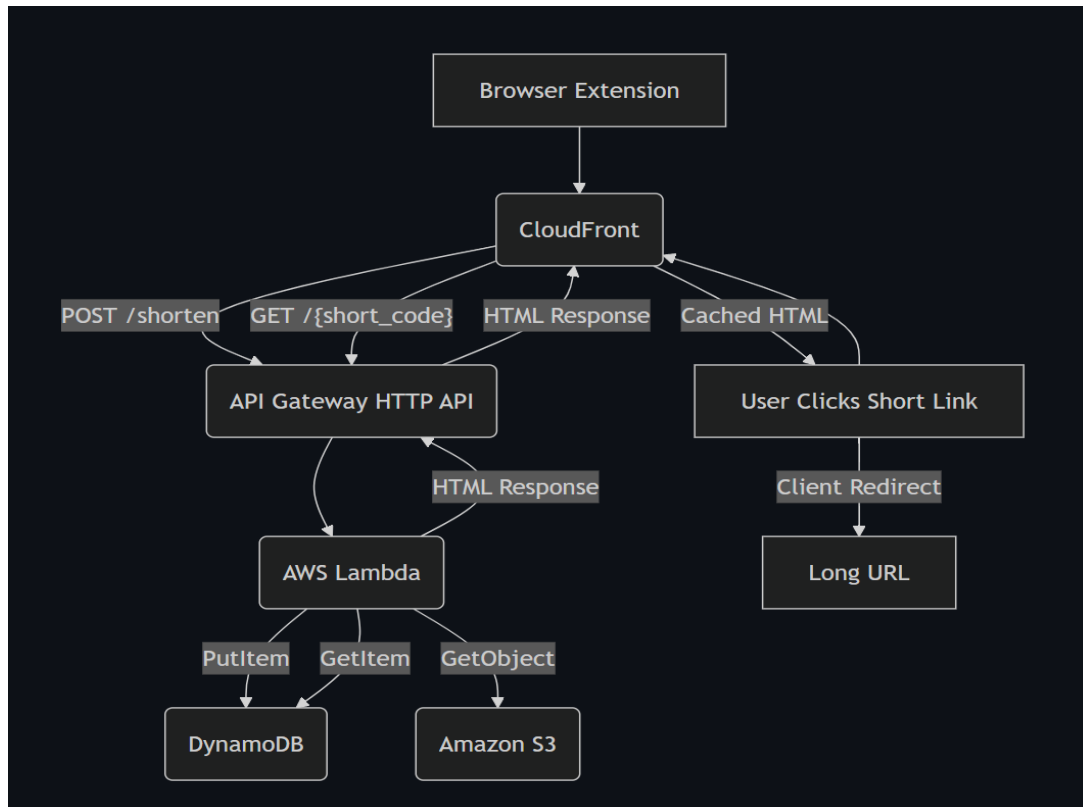 Browser Extension
CloudFront
POST /shorten
GET /{short_code}
HTML Response
Cached HTML
API Gateway HTTP API
User Clicks Short Link
HTML Response
Client Redirect
AWS Lambda
Long URL
PutItem
GetItem
GetObject
DynamoDB
Amazon S3